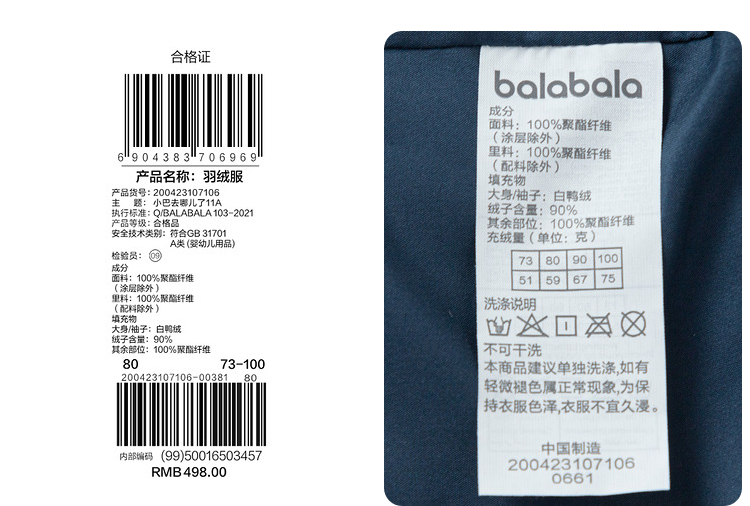 合格证
6 904383 706969
产品名称：羽绒服
产品货号：200423107106
主　题：小巴去哪儿了11A
执行标准：Q/BALABALA 103-2021
产品等级：合格品
安全技术类别：符合GB 31701
A类 (婴幼儿用品)
检验员：09
成分
面料：100%聚酯纤维
（涂层除外）
里料：100%聚酯纤维
（配料除外）
填充物
大身/袖子：白鸭绒
绒子含量：90%
其余部位：100%聚酯纤维
80 73-100
200423107106-00381 80
内部编码 (99)50016503457
RMB 498.00
balabala
成分
面料：100%聚酯纤维
（涂层除外）
里料：100%聚酯纤维
（配料除外）
填充物
大身/袖子：白鸭绒
绒子含量：90%
其余部位：100%聚酯纤维
充绒量（单位：克）
73 80 90 100
51 59 67 75
洗涤说明
不可干洗
本商品建议单独洗涤,如有
轻微褪色属正常现象,为保
持衣服色泽,衣服不宜久浸。
中国制造
200423107106
0661